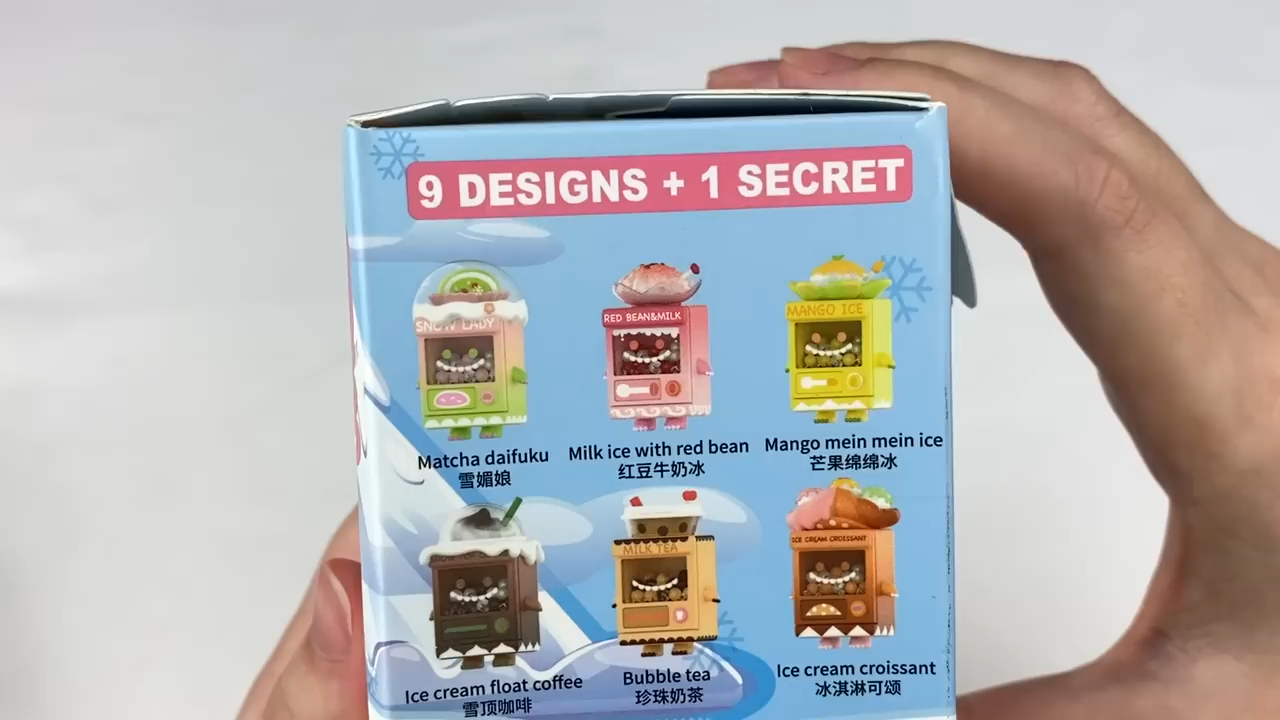 9 DESIGNS + 1 SECRET
SNOW LADY
RED BEAN&MILK
MANGO ICE
Matcha daifuku
雪媚娘
Milk ice with red bean
红豆牛奶冰
Mango mein mein ice
芒果绵绵冰
MILK TEA
ICE CREAM CROISSANT
Ice cream float coffee
雪顶咖啡
Bubble tea
珍珠奶茶
Ice cream croissant
冰淇淋可颂